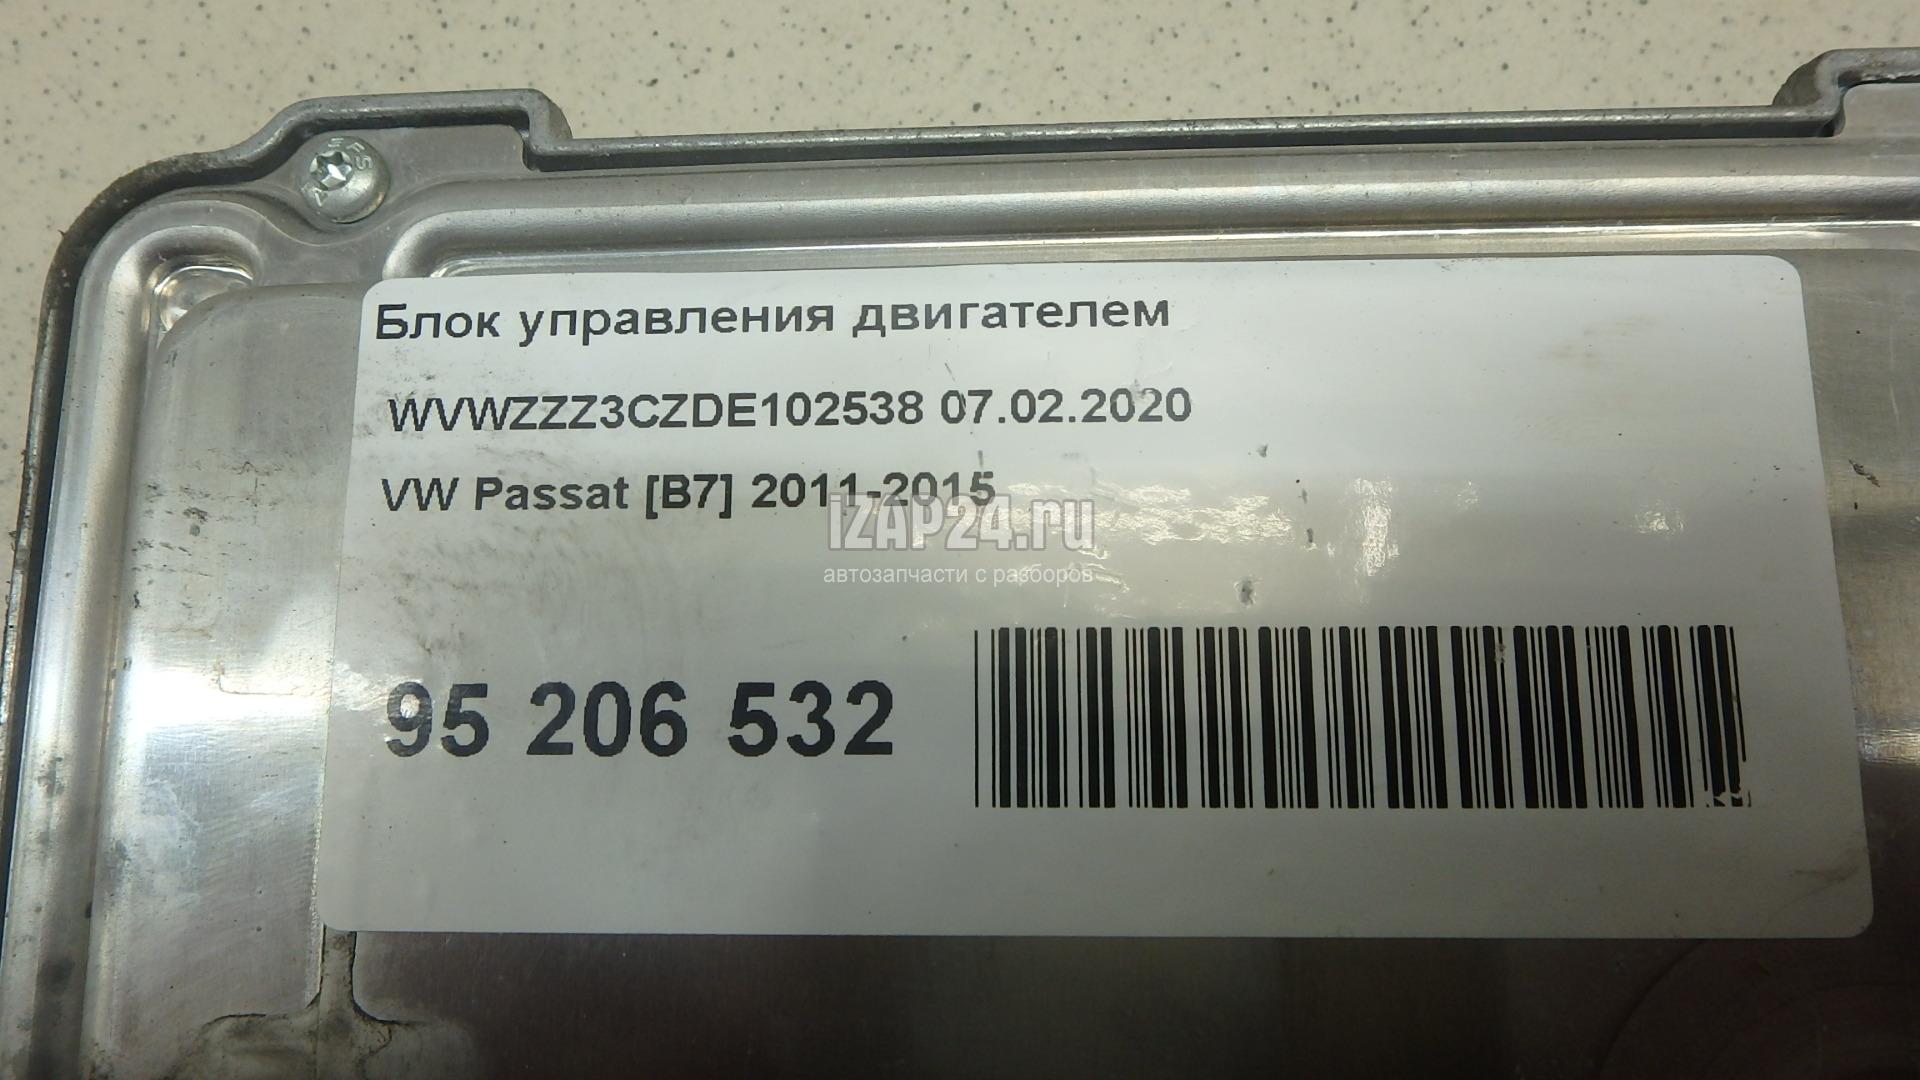 Блок управления двигателем
WVWZZZ3CZDE102538 07.02.2020
VW Passat [B7] 2011-2015
iZAP24.ru
автозапчасти с разборов
95 206 532